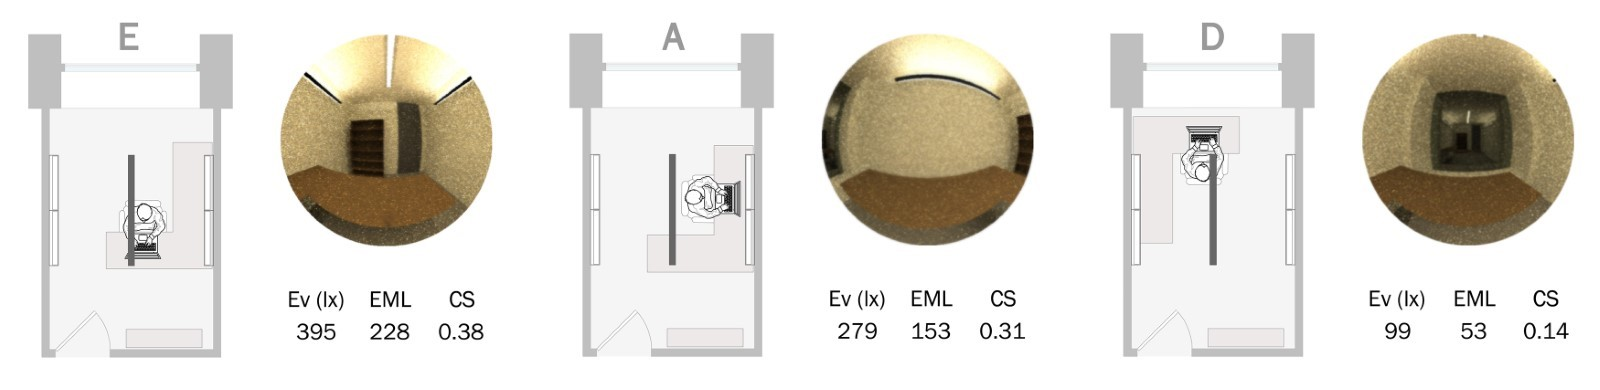 E
A
D
Ev (lx) EML CS
395 228 0.38
Ev (lx) EML CS
279 153 0.31
Ev (lx) EML CS
99 53 0.14